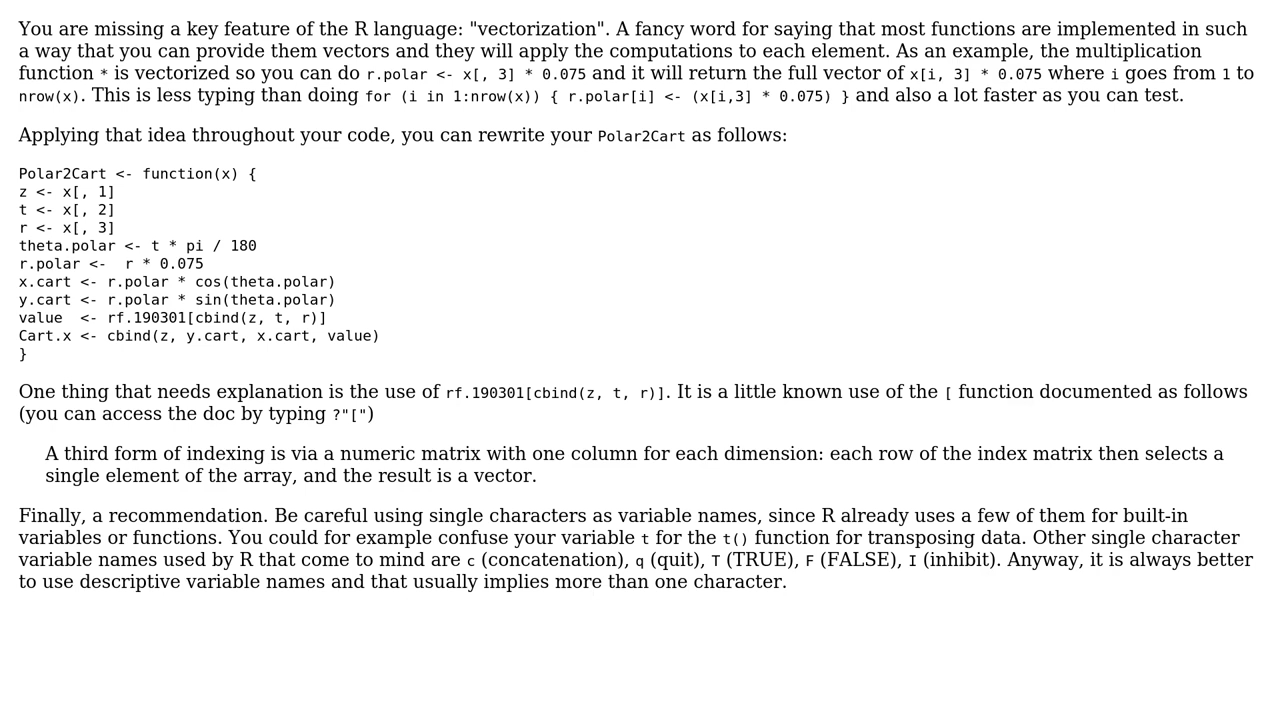 You are missing a key feature of the R language: "vectorization". A fancy word for saying that most functions are implemented in such
a way that you can provide them vectors and they will apply the computations to each element. As an example, the multiplication
function * is vectorized so you can do r.polar <- x[, 3] * 0.075 and it will return the full vector of x[i, 3] * 0.075 where i goes from 1 to
nrow(x). This is less typing than doing for (i in 1:nrow(x)) { r.polar[i] <- (x[i,3] * 0.075) } and also a lot faster as you can test.
Applying that idea throughout your code, you can rewrite your Polar2Cart as follows:
Polar2Cart <- function(x) {
z <- x[, 1]
t <- x[, 2]
r <- x[, 3]
theta.polar <- t * pi / 180
r.polar <-  r * 0.075
x.cart <- r.polar * cos(theta.polar)
y.cart <- r.polar * sin(theta.polar)
value  <- rf.190301[cbind(z, t, r)]
Cart.x <- cbind(z, y.cart, x.cart, value)
}
One thing that needs explanation is the use of rf.190301[cbind(z, t, r)]. It is a little known use of the [ function documented as follows
(you can access the doc by typing ?"[")
A third form of indexing is via a numeric matrix with one column for each dimension: each row of the index matrix then selects a
single element of the array, and the result is a vector.
Finally, a recommendation. Be careful using single characters as variable names, since R already uses a few of them for built-in
variables or functions. You could for example confuse your variable t for the t() function for transposing data. Other single character
variable names used by R that come to mind are c (concatenation), q (quit), T (TRUE), F (FALSE), I (inhibit). Anyway, it is always better
to use descriptive variable names and that usually implies more than one character.